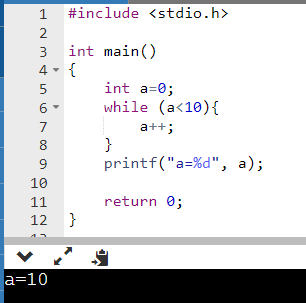 1 #include <stdio.h>
2
3 int main()
4 {
5     int a=0;
6     while (a<10){
7         a++;
8     }
9     printf("a=%d", a);
10
11     return 0;
12 }
13
a=10